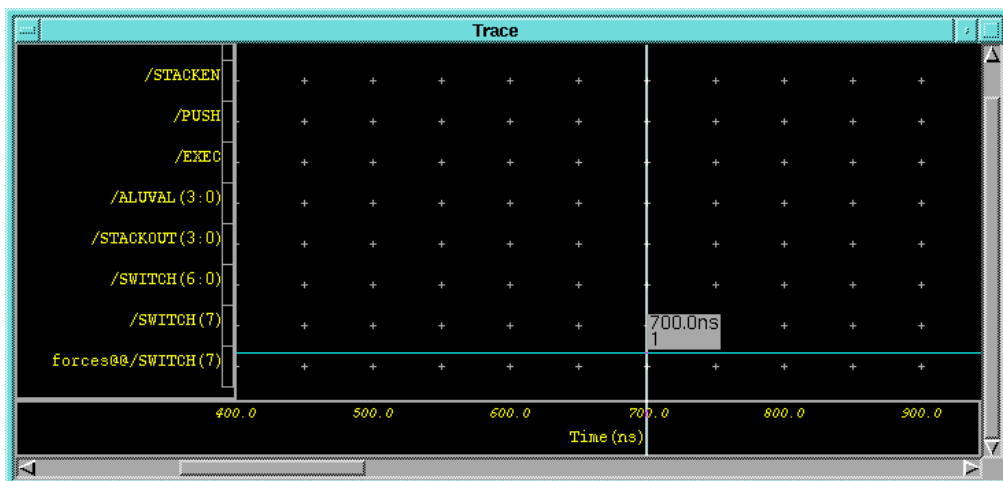 Trace
/STACKEN
/PUSH
/EXEC
/ALUVAL(3:0)
/STACKOUT(3:0)
/SWITCH(6:0)
/SWITCH(7)
700.0ns
1
forces@@/SWITCH(7)
400.0 500.0 600.0 700.0 800.0 900.0
Time(ns)